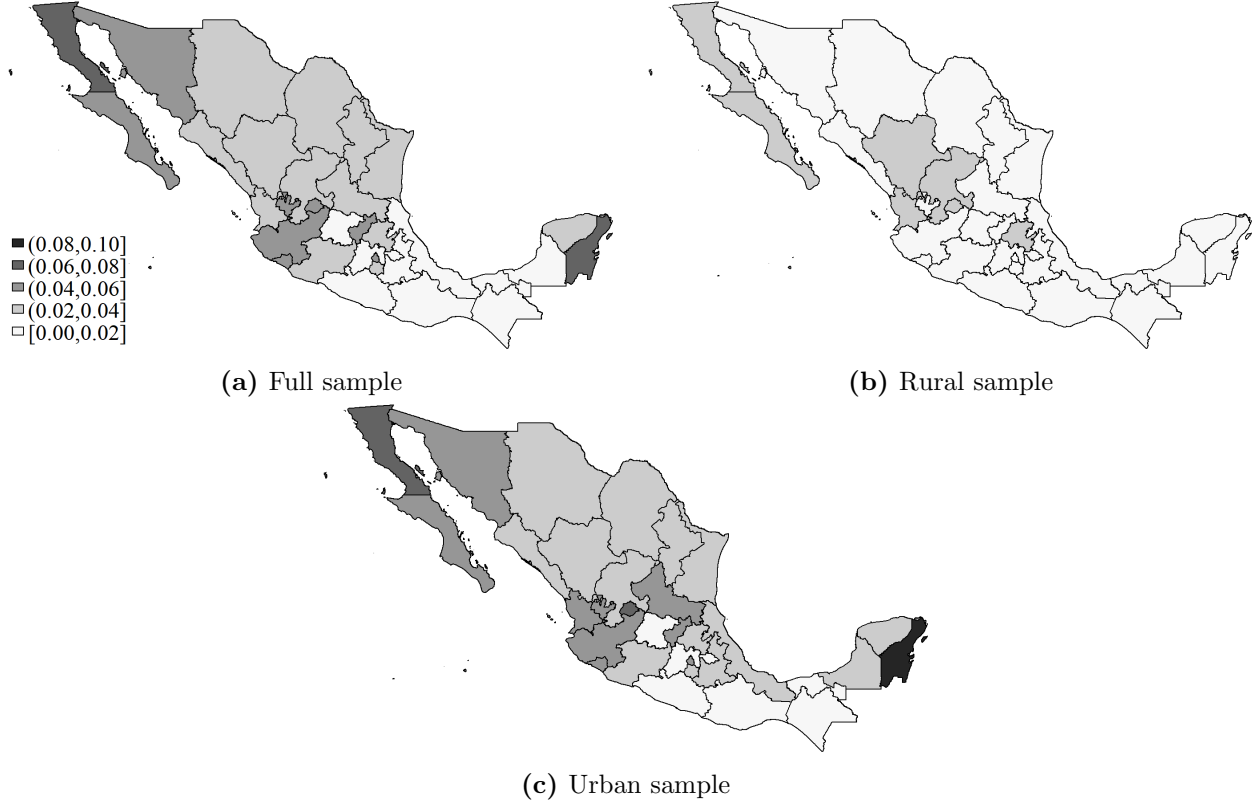 (0.08,0.10]
(0.06,0.08]
(0.04,0.06]
(0.02,0.04]
[0.00,0.02]
(a) Full sample
(b) Rural sample
(c) Urban sample